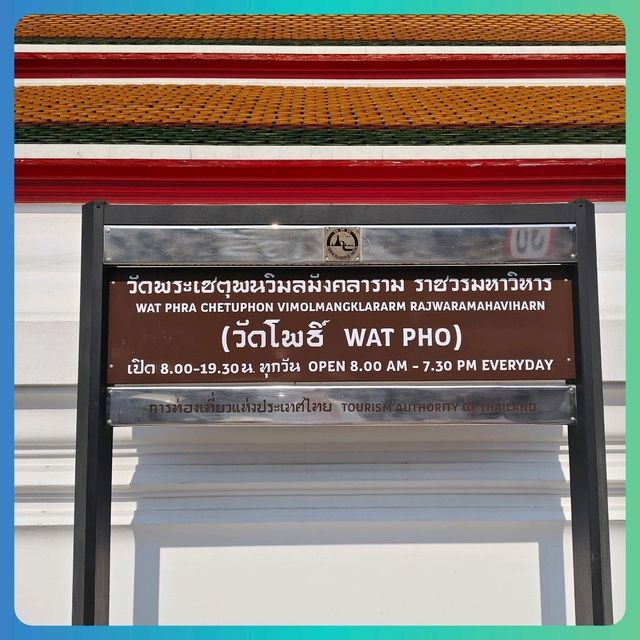 วัดพระเชตุพนวิมลมังคลาราม ราชวรมหาวิหาร
WAT PHRA CHETUPHON VIMOLMANGKLARARM RAJWARAMAHAVIHARN
(วัดโพธิ์ WAT PHO)
เปิด 8.00-19.30 น. ทุกวัน OPEN 8.00 AM - 7.30 PM EVERYDAY
การท่องเที่ยวแห่งประเทศไทย TOURISM AUTHORITY OF THAILAND